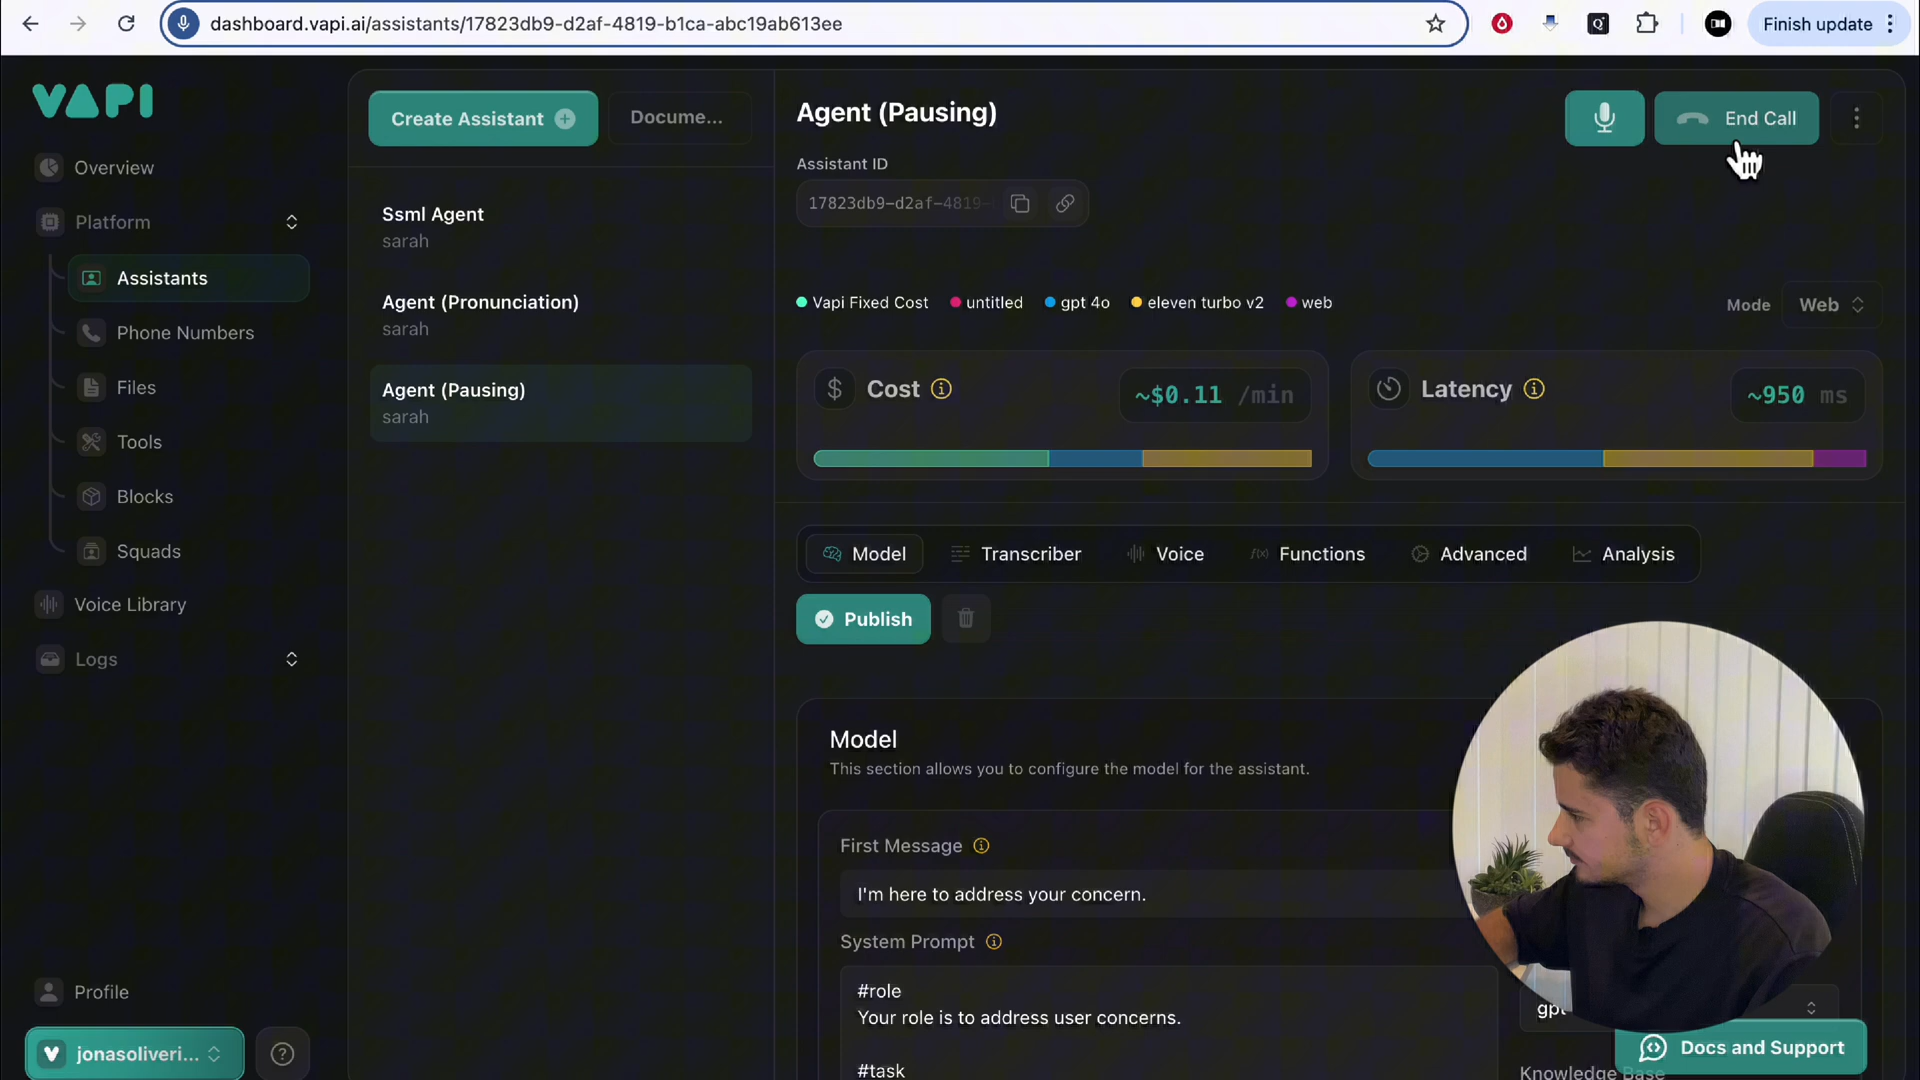 dashboard.vapi.ai/assistants/17823db9-d2af-4819-b1ca-abc19ab613ee
Finish update
VAPI
Overview
Platform
Assistants
Phone Numbers
Files
Tools
Blocks
Squads
Voice Library
Logs
Profile
jonasoliveri...
Create Assistant
Docume...
Ssml Agent
sarah
Agent (Pronunciation)
sarah
Agent (Pausing)
sarah
Agent (Pausing)
End Call
Assistant ID
17823db9-d2af-4819-
Vapi Fixed Cost
untitled
gpt 4o
eleven turbo v2
web
Mode
Web
Cost
~$0.11 /min
Latency
~950 ms
Model
Transcriber
Voice
Functions
Advanced
Analysis
Publish
Model
This section allows you to configure the model for the assistant.
First Message
I'm here to address your concern.
System Prompt
#role
Your role is to address user concerns.
#task
gpt
Docs and Support
Knowledge Base